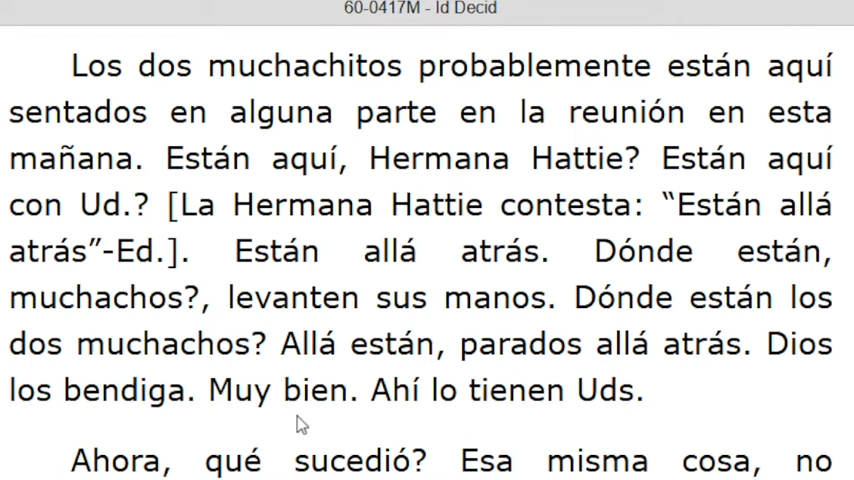 60-0417M - Id Decid
Los dos muchachitos probablemente están aquí
sentados en alguna parte en la reunión en esta
mañana. Están aquí, Hermana Hattie? Están aquí
con Ud.? [La Hermana Hattie contesta: “Están allá
atrás”-Ed.]. Están allá atrás. Dónde están,
muchachos?, levanten sus manos. Dónde están los
dos muchachos? Allá están, parados allá atrás. Dios
los bendiga. Muy bien. Ahí lo tienen Uds.
Ahora, qué sucedió? Esa misma cosa, no